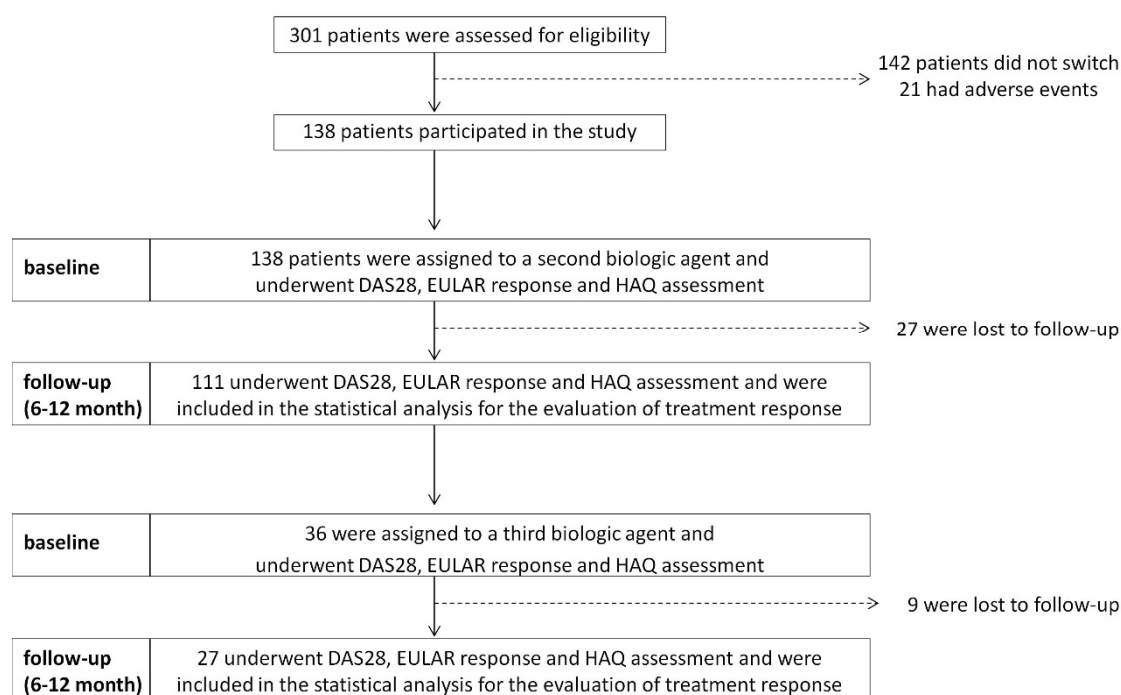 301 patients were assessed for eligibility
142 patients did not switch
21 had adverse events
138 patients participated in the study
baseline
138 patients were assigned to a second biologic agent and
underwent DAS28, EULAR response and HAQ assessment
27 were lost to follow-up
follow-up
(6-12 month)
111 underwent DAS28, EULAR response and HAQ assessment and were
included in the statistical analysis for the evaluation of treatment response
baseline
36 were assigned to a third biologic agent and
underwent DAS28, EULAR response and HAQ assessment
9 were lost to follow-up
follow-up
(6-12 month)
27 underwent DAS28, EULAR response and HAQ assessment and were
included in the statistical analysis for the evaluation of treatment response